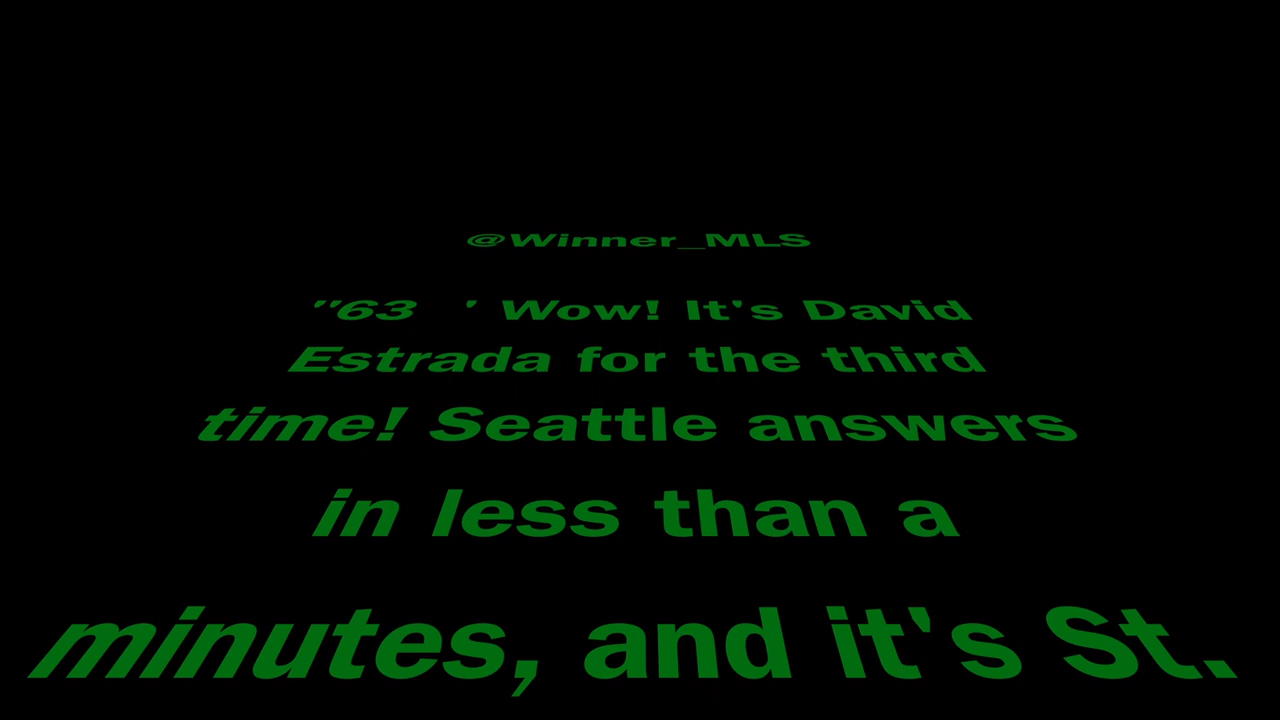 @Winner_MLS
"63 ' Wow! It's David
Estrada for the third
time! Seattle answers
in less than a
minutes, and it's St.